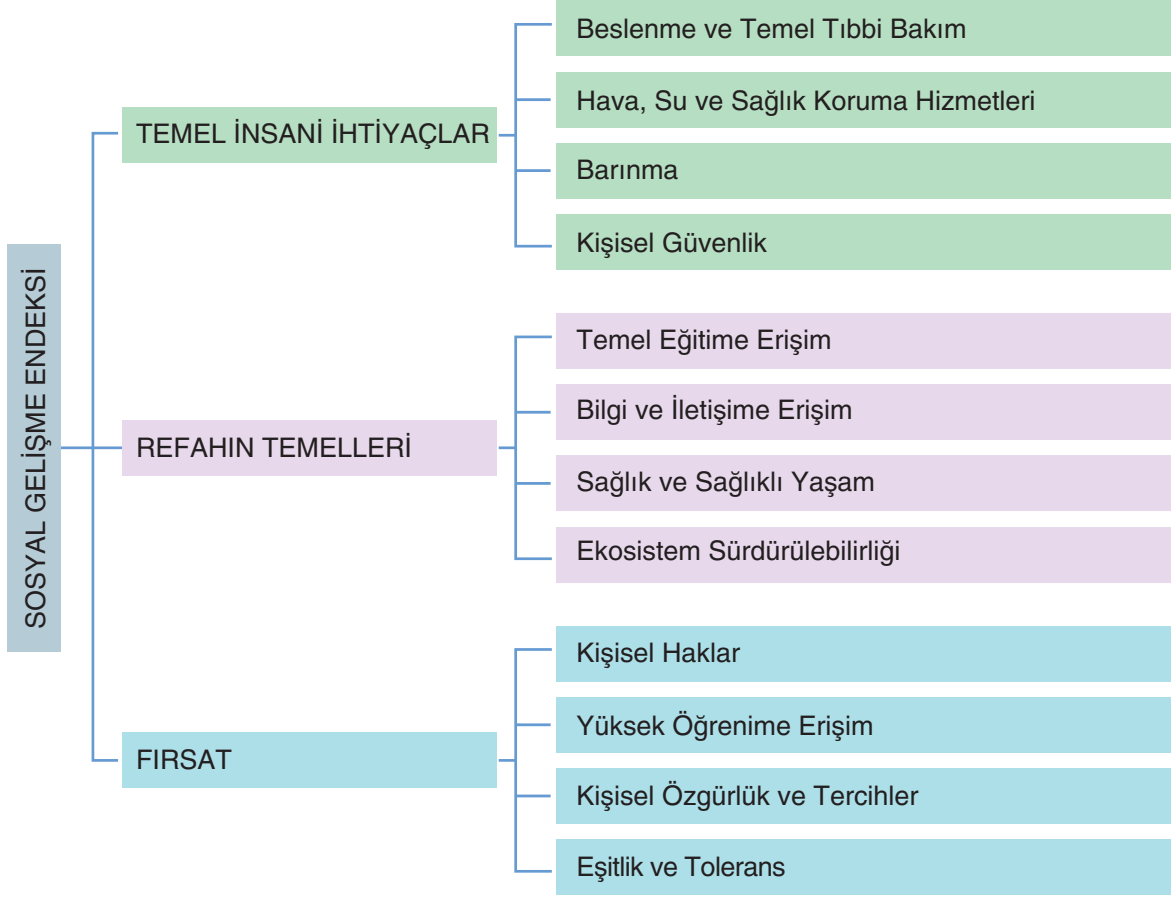 SOSYAL GELİŞME ENDEKSİ
TEMEL İNSANİ İHTİYAÇLAR
Beslenme ve Temel Tıbbi Bakım
Hava, Su ve Sağlık Koruma Hizmetleri
Barınma
Kişisel Güvenlik
REFAHIN TEMELLERİ
Temel Eğitime Erişim
Bilgi ve İletişime Erişim
Sağlık ve Sağlıklı Yaşam
Ekosistem Sürdürülebilirliği
FIRSAT
Kişisel Haklar
Yüksek Öğrenime Erişim
Kişisel Özgürlük ve Tercihler
Eşitlik ve Tolerans